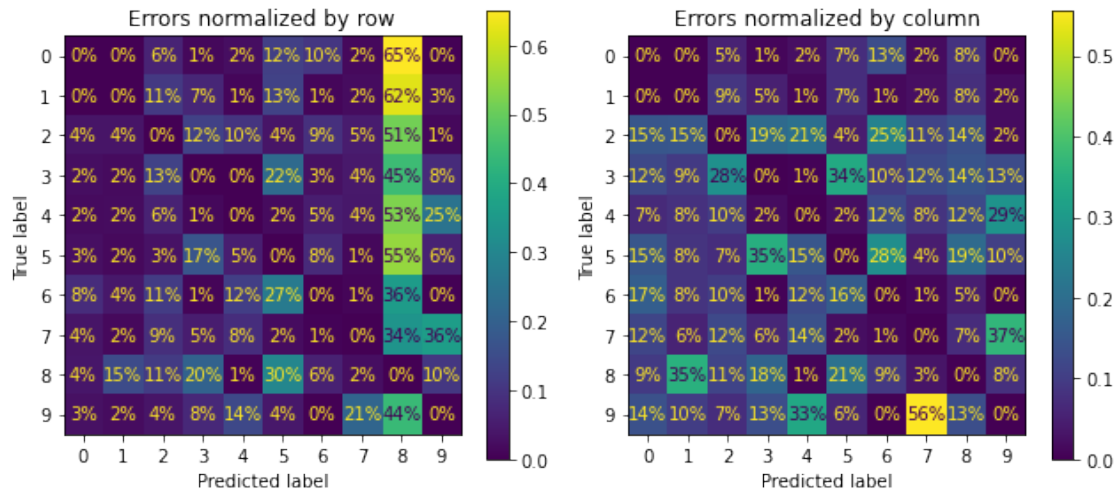 Errors normalized by row
True label
0 0% 0% 6% 1% 2% 12% 10% 2% 65% 0%
1 0% 0% 11% 7% 1% 13% 1% 2% 62% 3%
2 4% 4% 0% 12% 10% 4% 9% 5% 51% 1%
3 2% 2% 13% 0% 0% 22% 3% 4% 45% 8%
4 2% 2% 6% 1% 0% 2% 5% 4% 53% 25%
5 3% 2% 3% 17% 5% 0% 8% 1% 55% 6%
6 8% 4% 11% 1% 12% 27% 0% 1% 36% 0%
7 4% 2% 9% 5% 8% 2% 1% 0% 34% 36%
8 4% 15% 11% 20% 1% 30% 6% 2% 0% 10%
9 3% 2% 4% 8% 14% 4% 0% 21% 44% 0%
0 1 2 3 4 5 6 7 8 9
Predicted label
0.6
0.5
0.4
0.3
0.2
0.1
0.0
Errors normalized by column
True label
0 0% 0% 5% 1% 2% 7% 13% 2% 8% 0%
1 0% 0% 9% 5% 1% 7% 1% 2% 8% 2%
2 15% 15% 0% 19% 21% 4% 25% 11% 14% 2%
3 12% 9% 28% 0% 1% 34% 10% 12% 14% 13%
4 7% 8% 10% 2% 0% 2% 12% 8% 12% 29%
5 15% 8% 7% 35% 15% 0% 28% 4% 19% 10%
6 17% 8% 10% 1% 12% 16% 0% 1% 5% 0%
7 12% 6% 12% 6% 14% 2% 1% 0% 7% 37%
8 9% 35% 11% 18% 1% 21% 9% 3% 0% 8%
9 14% 10% 7% 13% 33% 6% 0% 56% 13% 0%
0 1 2 3 4 5 6 7 8 9
Predicted label
0.5
0.4
0.3
0.2
0.1
0.0